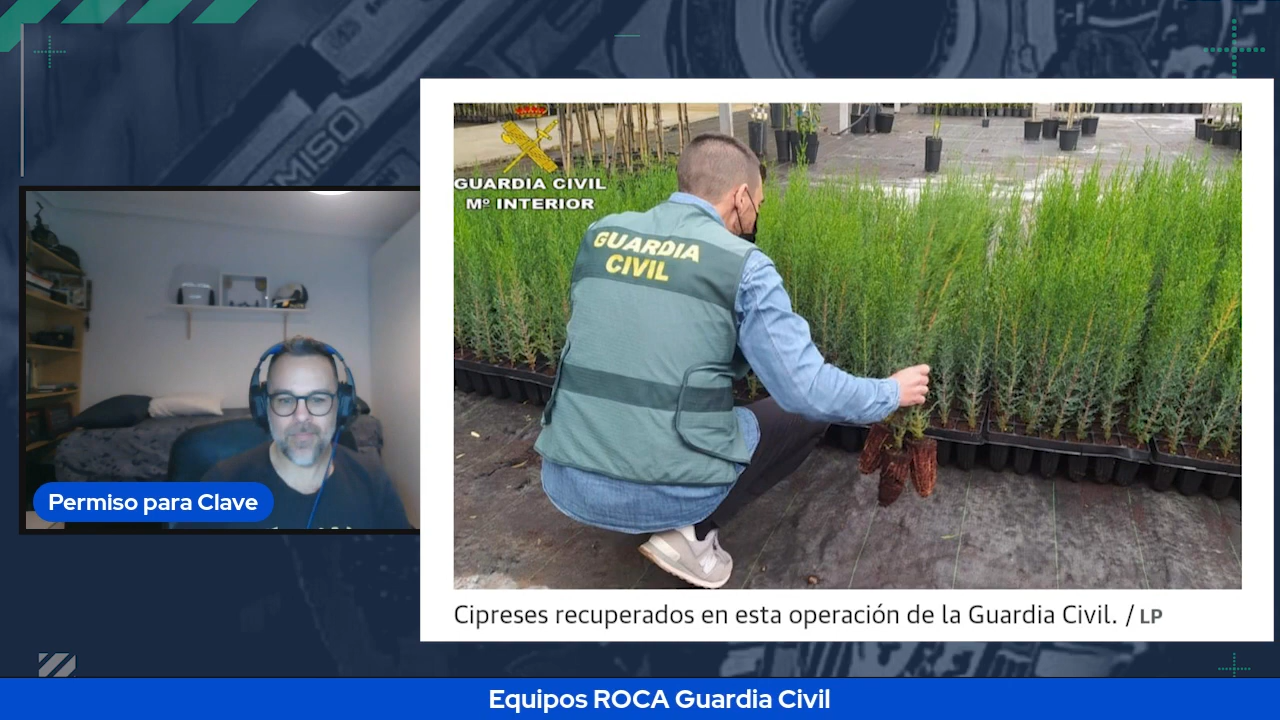 MISO
GUARDIA CIVIL
Mº INTERIOR
GUARDIA
CIVIL
Permiso para Clave
Cipreses recuperados en esta operación de la Guardia Civil. / LP
Equipos ROCA Guardia Civil